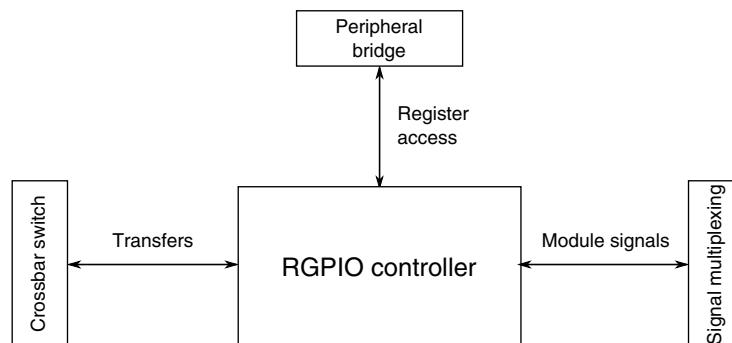 Peripheral
bridge
Register
access
Crossbar switch
Transfers
RGPIO controller
Module signals
Signal multiplexing